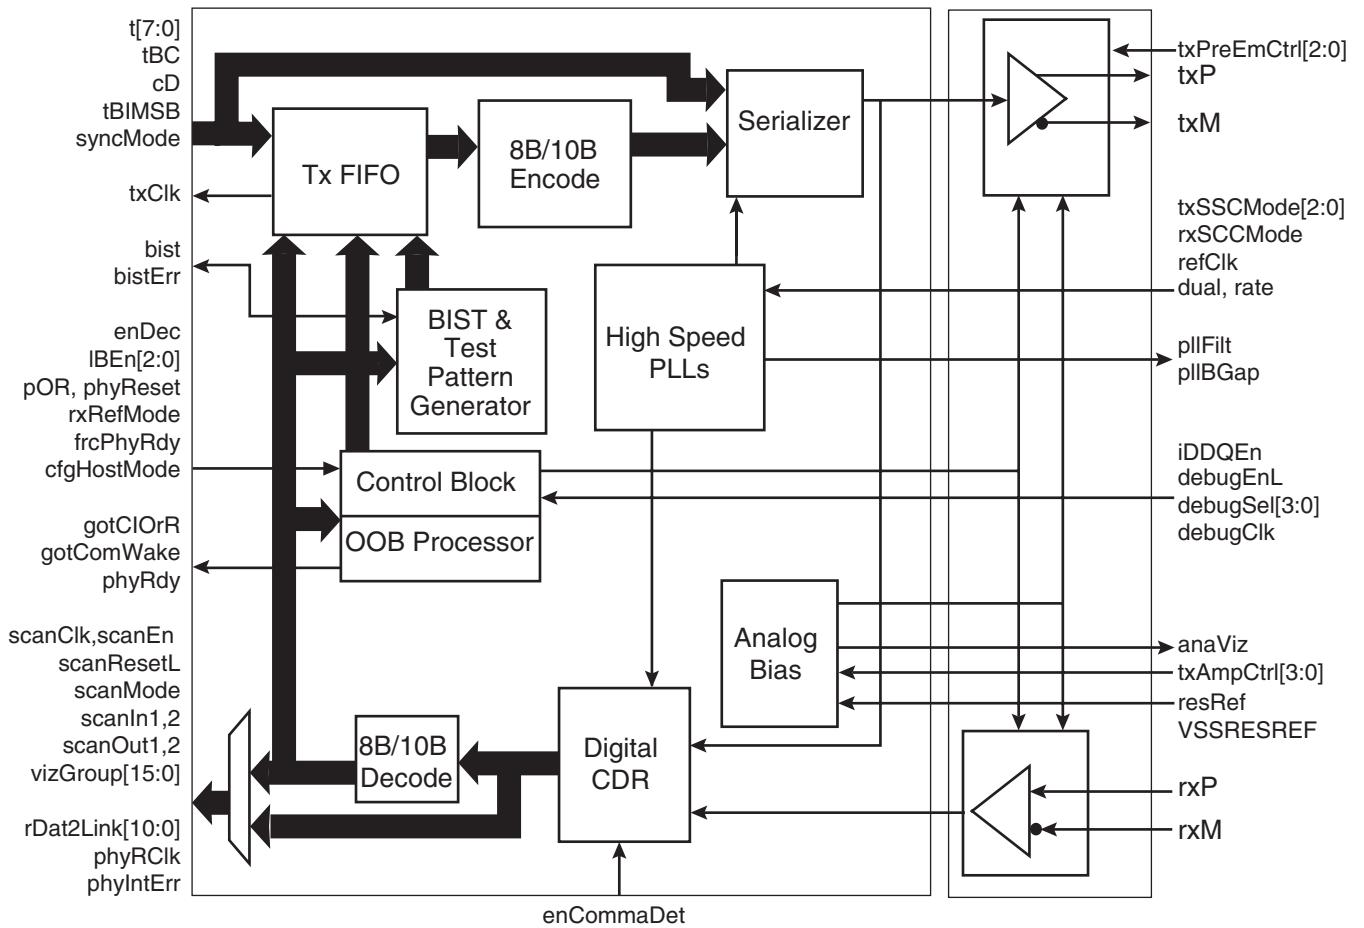 t[7:0]
tBC
cD
tBIMSB
syncMode
txClk
bist
bistErr
enDec
lBEn[2:0]
pOR, phyReset
rxRefMode
frcPhyRdy
cfgHostMode
gotCIOrR
gotComWake
phyRdy
scanClk,scanEn
scanResetL
scanMode
scanIn1,2
scanOut1,2
vizGroup[15:0]
rDat2Link[10:0]
phyRClk
phyIntErr
Tx FIFO
8B/10B
Encode
Serializer
BIST &
Test
Pattern
Generator
High Speed
PLLs
Control Block
OOB Processor
Analog
Bias
8B/10B
Decode
Digital
CDR
enCommaDet
txPreEmCtrl[2:0]
txP
txM
txSSCMode[2:0]
rxSCCMode
refClk
dual, rate
pllFilt
pllBGap
iDDQEn
debugEnL
debugSel[3:0]
debugClk
anaViz
txAmpCtrl[3:0]
resRef
VSSRESREF
rxP
rxM